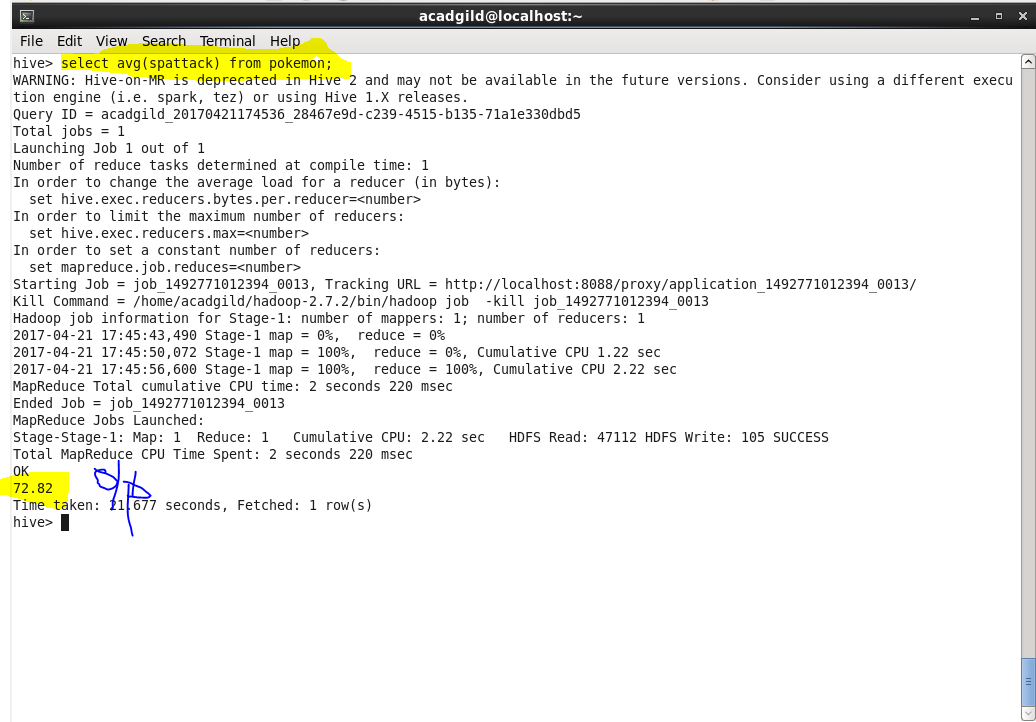 acadgild@localhost:~
File Edit View Search Terminal Help
hive> select avg(spattack) from pokemon;
WARNING: Hive-on-MR is deprecated in Hive 2 and may not be available in the future versions. Consider using a different execu
tion engine (i.e. spark, tez) or using Hive 1.X releases.
Query ID = acadgild_20170421174536_28467e9d-c239-4515-b135-71a1e330dbd5
Total jobs = 1
Launching Job 1 out of 1
Number of reduce tasks determined at compile time: 1
In order to change the average load for a reducer (in bytes):
  set hive.exec.reducers.bytes.per.reducer=<number>
In order to limit the maximum number of reducers:
  set hive.exec.reducers.max=<number>
In order to set a constant number of reducers:
  set mapreduce.job.reduces=<number>
Starting Job = job_1492771012394_0013, Tracking URL = http://localhost:8088/proxy/application_1492771012394_0013/
Kill Command = /home/acadgild/hadoop-2.7.2/bin/hadoop job  -kill job_1492771012394_0013
Hadoop job information for Stage-1: number of mappers: 1; number of reducers: 1
2017-04-21 17:45:43,490 Stage-1 map = 0%,  reduce = 0%
2017-04-21 17:45:50,072 Stage-1 map = 100%,  reduce = 0%, Cumulative CPU 1.22 sec
2017-04-21 17:45:56,600 Stage-1 map = 100%,  reduce = 100%, Cumulative CPU 2.22 sec
MapReduce Total cumulative CPU time: 2 seconds 220 msec
Ended Job = job_1492771012394_0013
MapReduce Jobs Launched:
Stage-Stage-1: Map: 1  Reduce: 1   Cumulative CPU: 2.22 sec   HDFS Read: 47112 HDFS Write: 105 SUCCESS
Total MapReduce CPU Time Spent: 2 seconds 220 msec
OK
72.82 o/p
Time taken: 21.677 seconds, Fetched: 1 row(s)
hive>